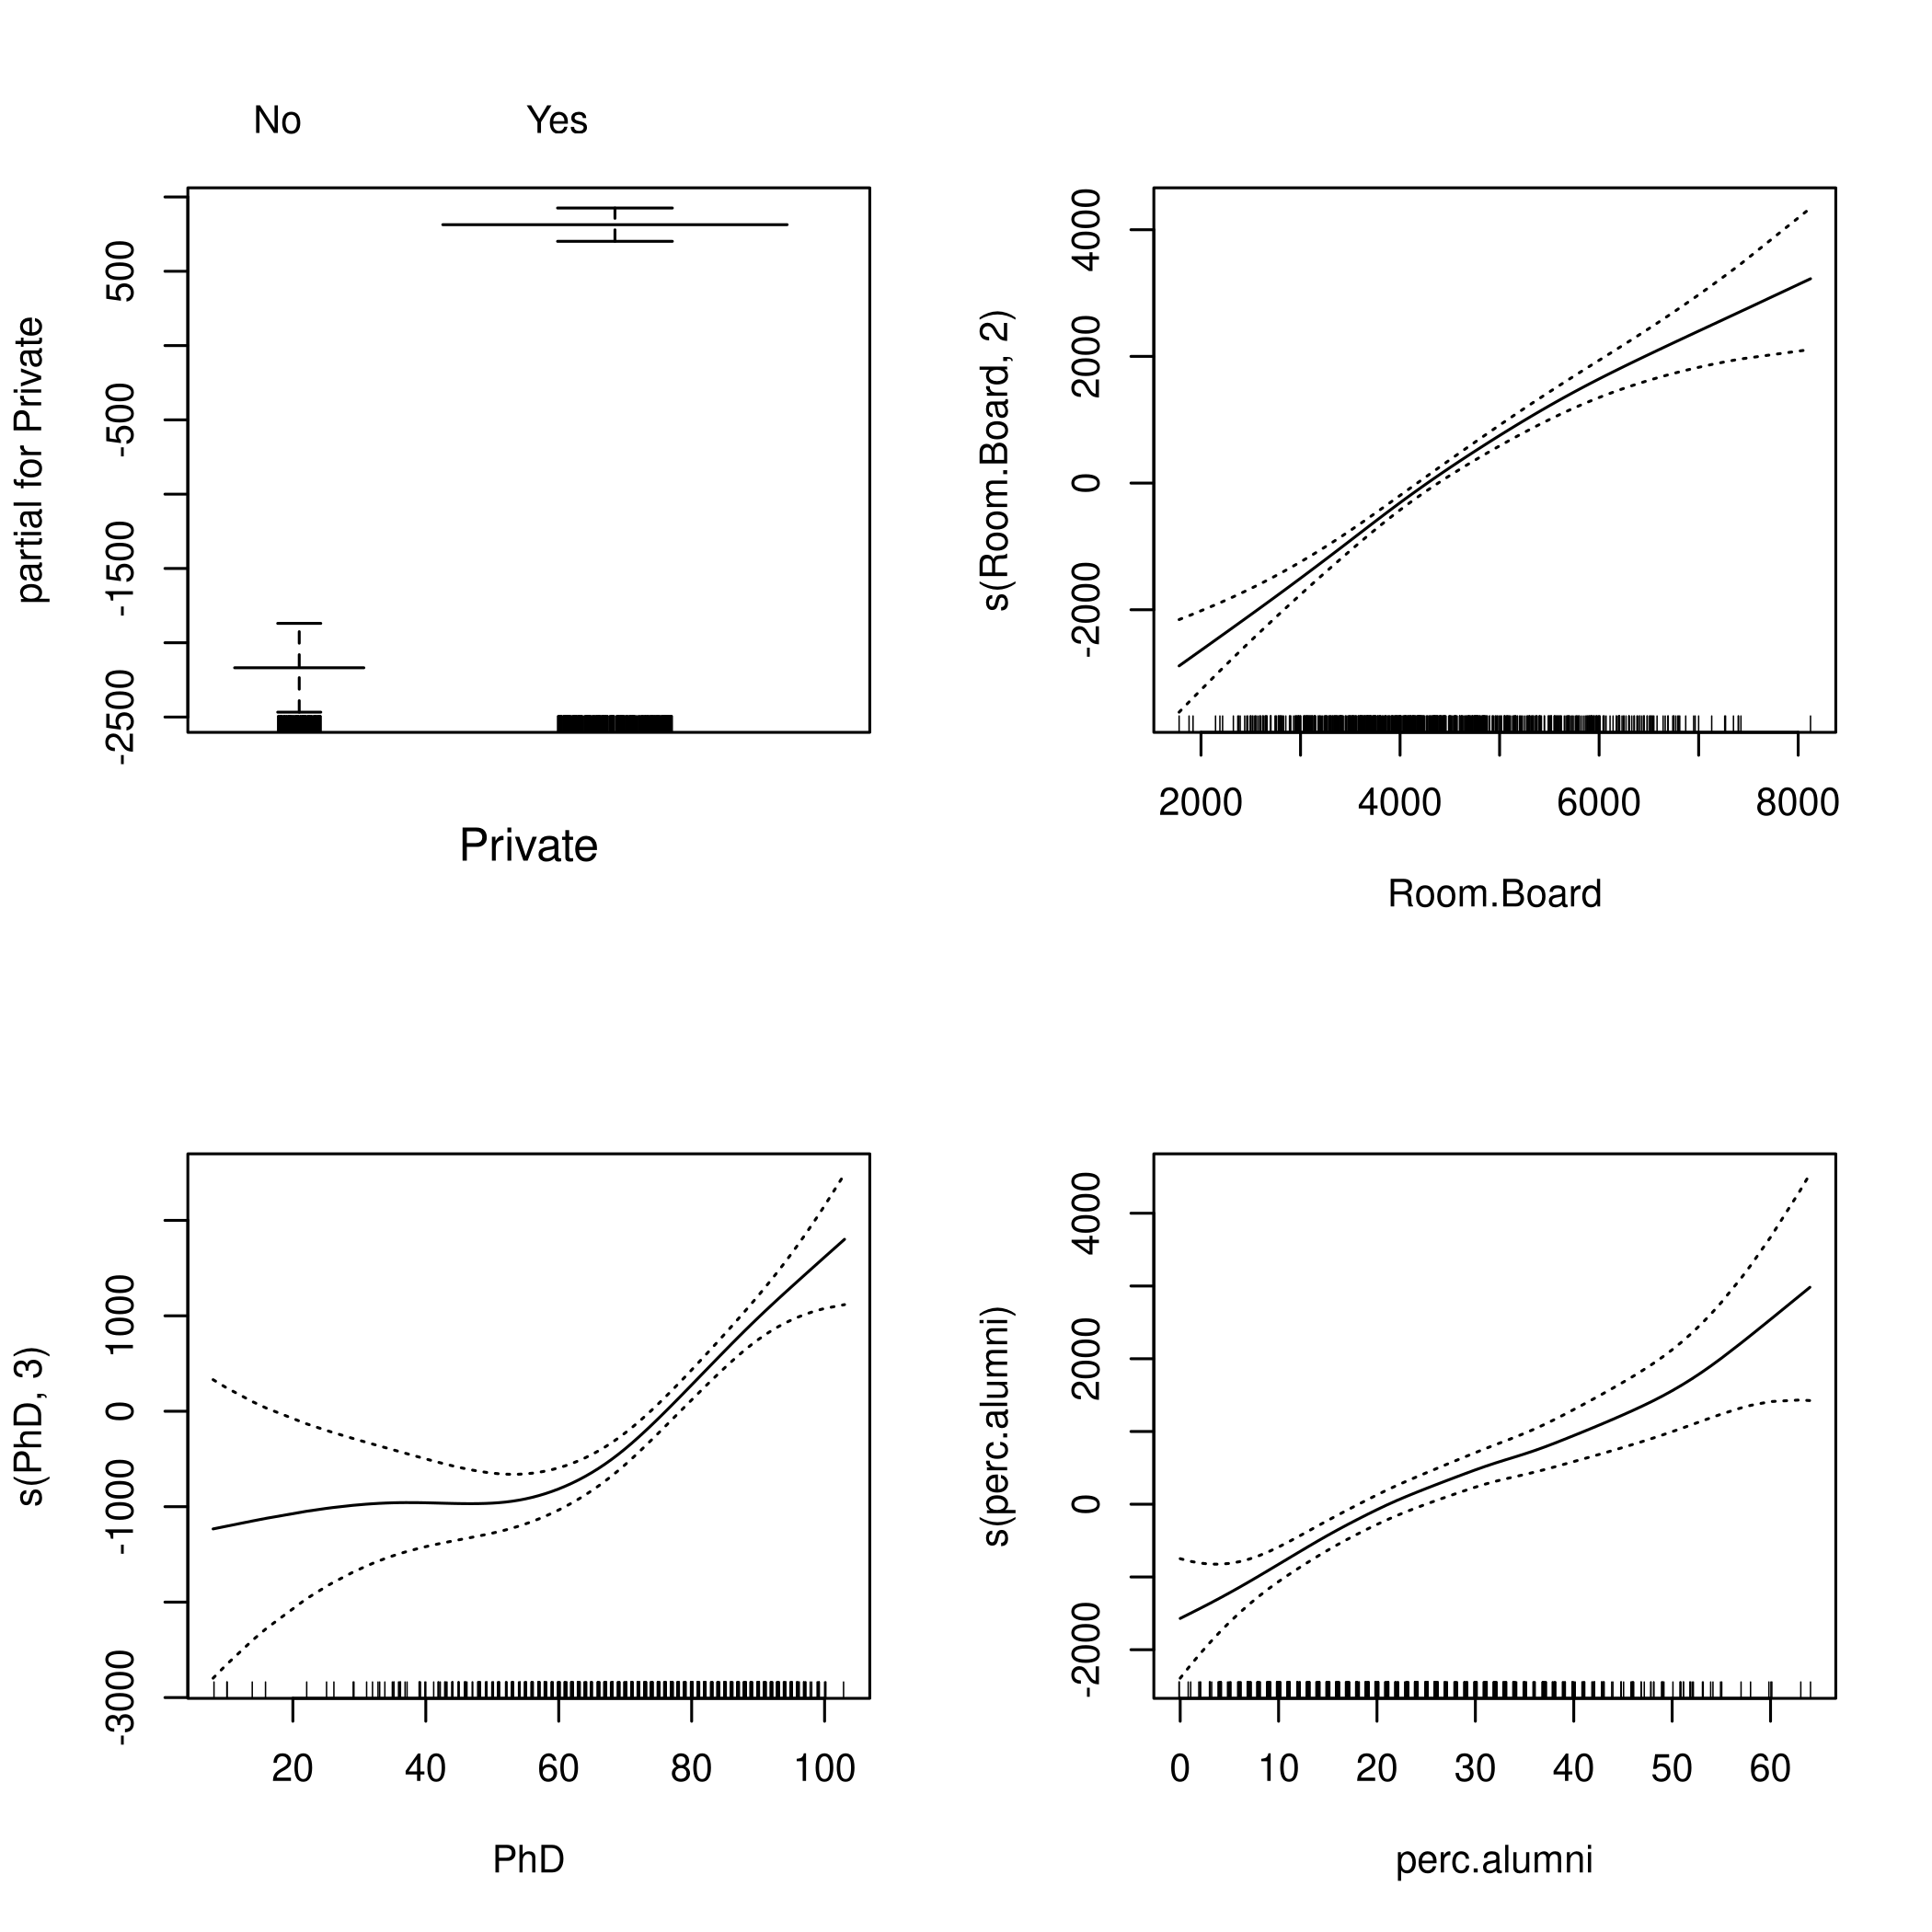 No Yes
partial for Private
500
-500
-1500
-2500
Private
s(Room.Board, 2)
4000
2000
0
-2000
2000 4000 6000 8000
Room.Board
s(PhD, 3)
1000
0
-1000
-3000
20 40 60 80 100
PhD
s(perc.alumni)
4000
2000
0
-2000
0 10 20 30 40 50 60
perc.alumni